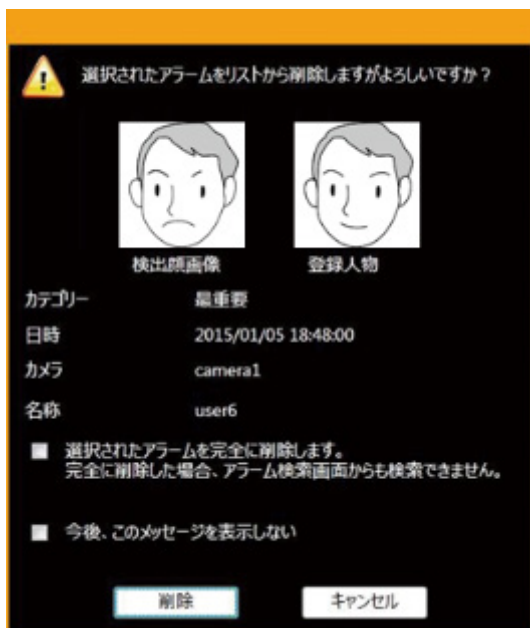 選択されたアラームをリストから削除しますがよろしいですか？
検出顔画像 登録人物
カテゴリー 最重要
日時 2015/01/05 18:48:00
カメラ camera1
名称 user6
選択されたアラームを完全に削除します。
完全に削除した場合、アラーム検索画面からも検索できません。
今後、このメッセージを表示しない
削除 キャンセル